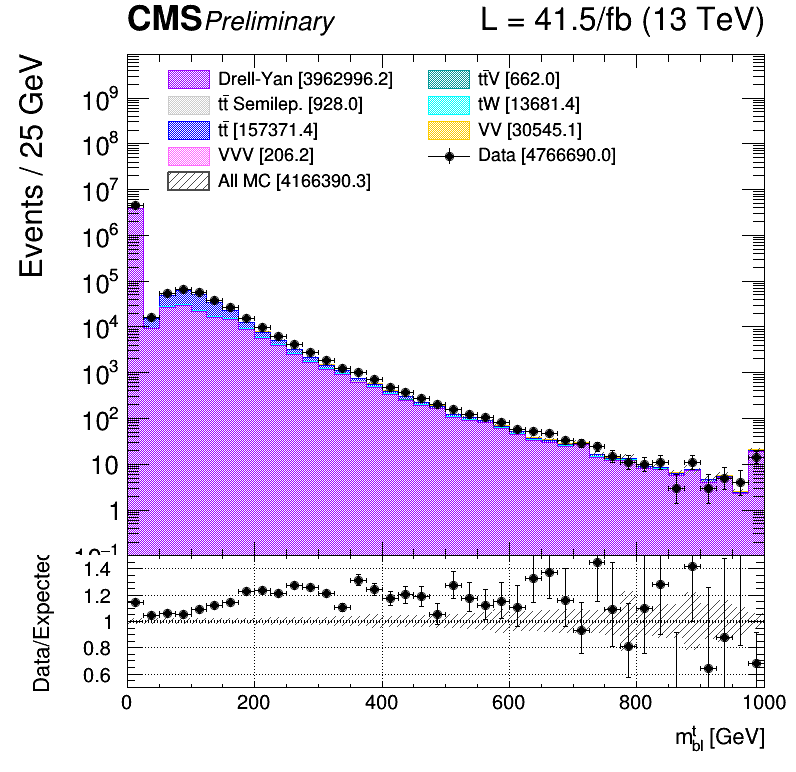 CMS Preliminary L = 41.5/fb (13 TeV)
Events / 25 GeV
Drell-Yan [3962996.2]
tt̄ Semilep. [928.0]
tt̄ [157371.4]
VVV [206.2]
All MC [4166390.3]
tt̄V [662.0]
tW [13681.4]
VV [30545.1]
Data [4766690.0]
10⁹
10⁸
10⁷
10⁶
10⁵
10⁴
10³
10²
10
1
10⁻¹
Data/Expected
1.4
1.2
1
0.8
0.6
0 200 400 600 800 1000
mᵗbl [GeV]